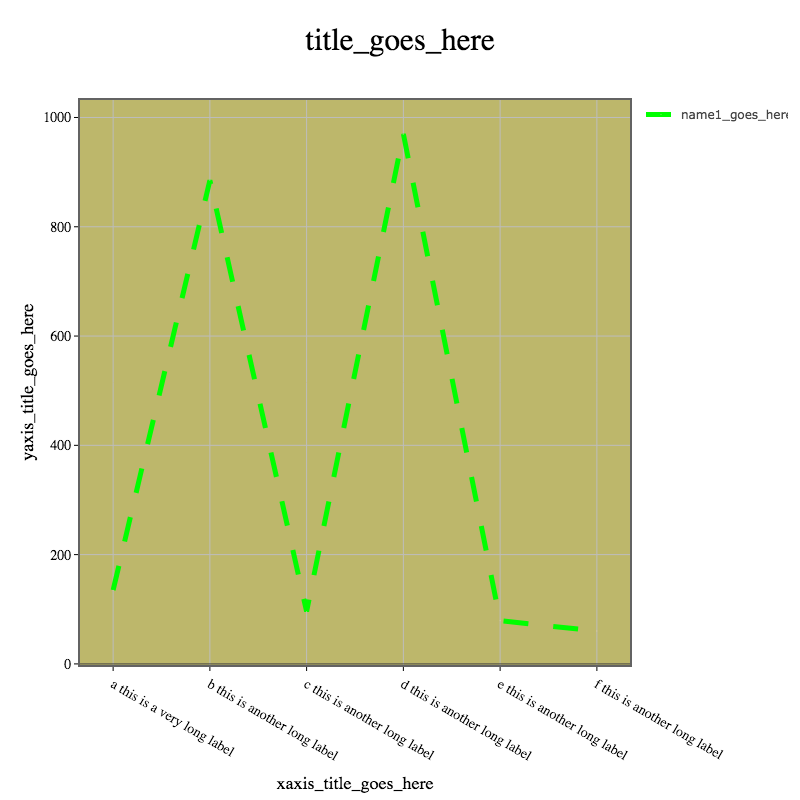 title_goes_here
name1_goes_here
1000
800
600
400
200
0
yaxis_title_goes_here
a this is a very long label
b this is another long label
c this is another long label
d this is another long label
e this is another long label
f this is another long label
xaxis_title_goes_here